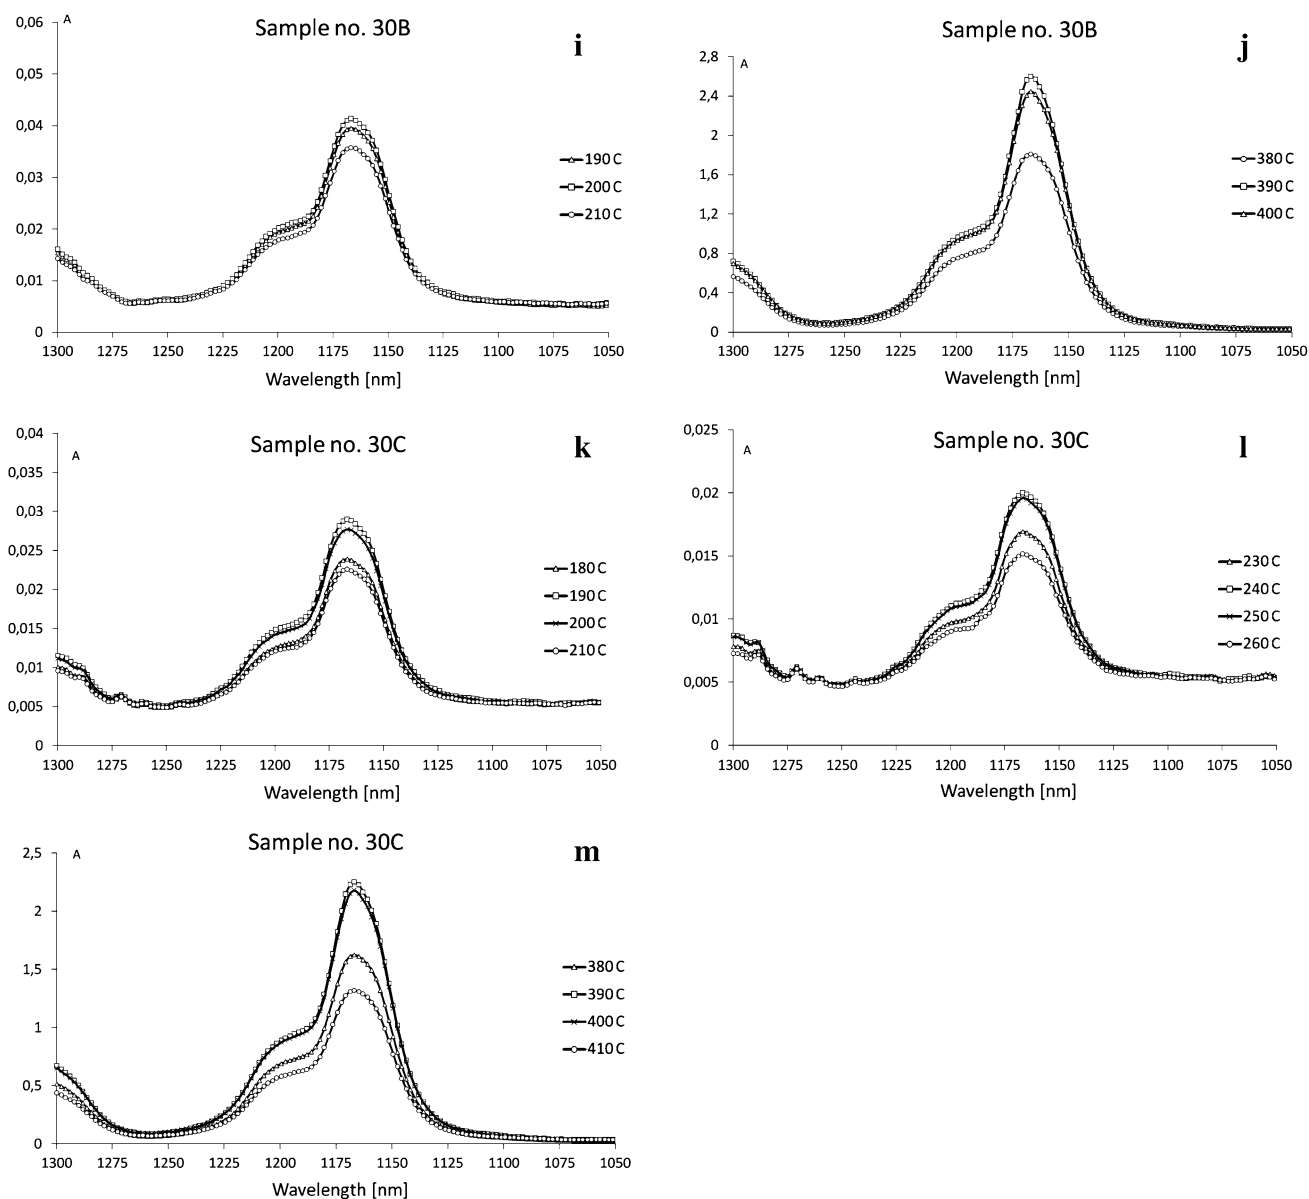 Sample no. 30B
i
A
0,06
0,05
0,04
0,03
0,02
0,01
0
190 C
200 C
210 C
1300 1275 1250 1225 1200 1175 1150 1125 1100 1075 1050
Wavelength [nm]
Sample no. 30B
j
A
2,8
2,4
2
1,6
1,2
0,8
0,4
0
380 C
390 C
400 C
1300 1275 1250 1225 1200 1175 1150 1125 1100 1075 1050
Wavelength [nm]
Sample no. 30C
k
A
0,04
0,035
0,03
0,025
0,02
0,015
0,01
0,005
0
180 C
190 C
200 C
210 C
1300 1275 1250 1225 1200 1175 1150 1125 1100 1075 1050
Wavelength [nm]
Sample no. 30C
l
A
0,025
0,02
0,015
0,01
0,005
0
230 C
240 C
250 C
260 C
1300 1275 1250 1225 1200 1175 1150 1125 1100 1075 1050
Wavelength [nm]
Sample no. 30C
m
A
2,5
2
1,5
1
0,5
0
380 C
390 C
400 C
410 C
1300 1275 1250 1225 1200 1175 1150 1125 1100 1075 1050
Wavelength [nm]